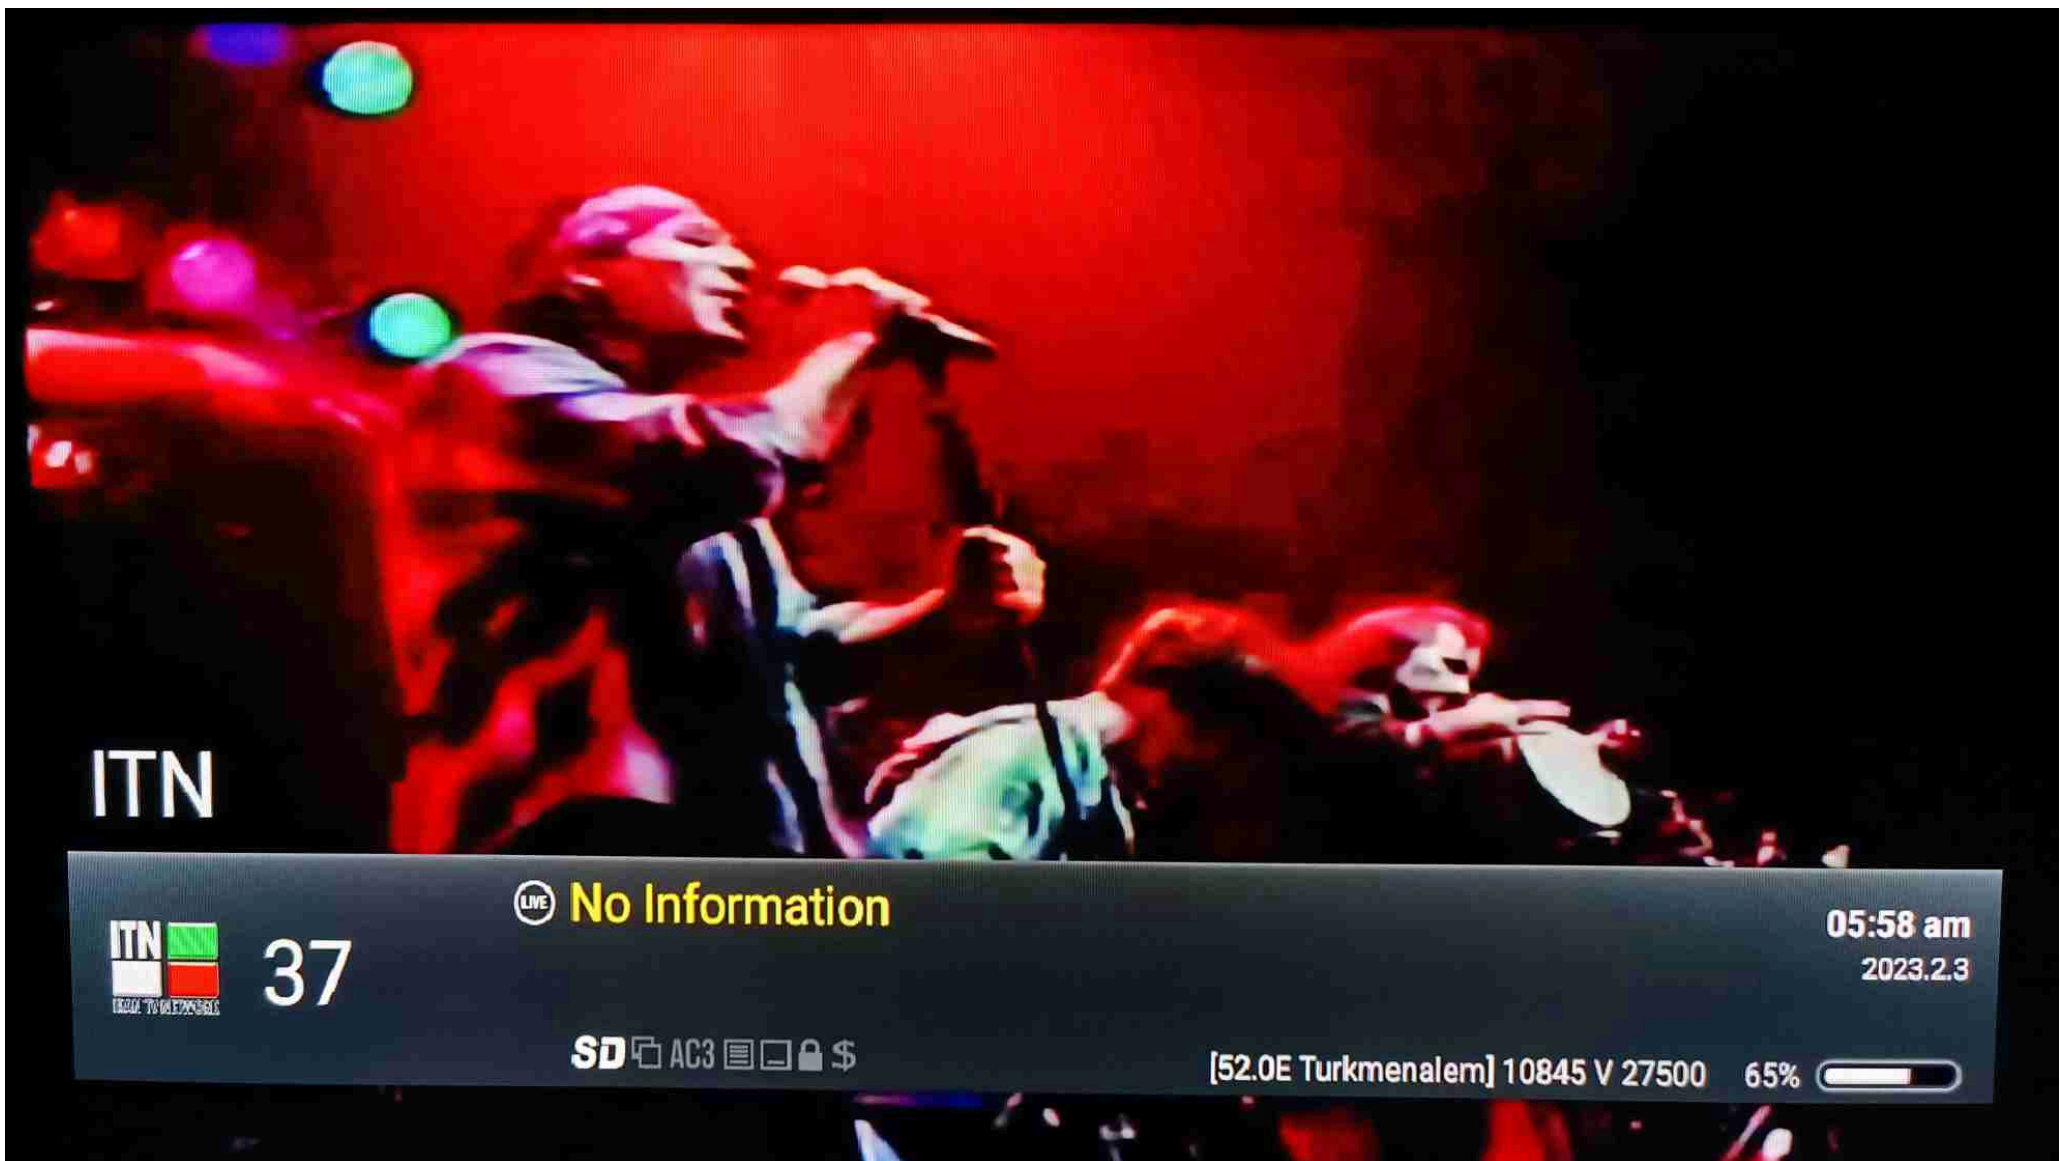 ITN
LIVE No Information
05:58 am
2023.2.3
ITN
37
SD AC3 $
[52.0E Turkmenalem] 10845 V 27500 65%